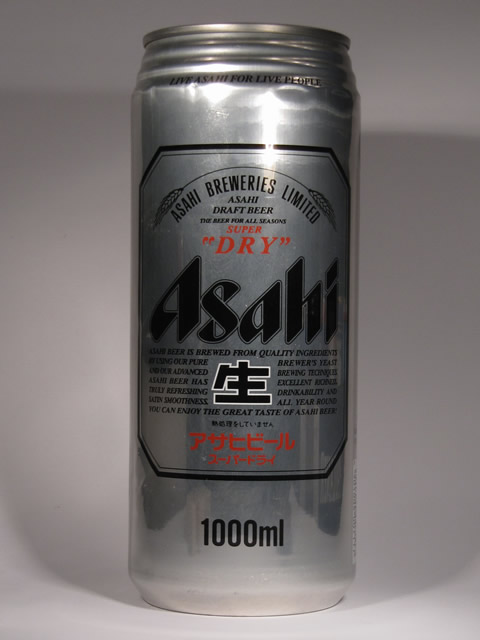 LIVE ASAHI FOR LIVE PEOPLE
ASAHI BREWERIES LIMITED
ASAHI
DRAFT BEER
THE BEER FOR ALL SEASONS
SUPER
"DRY"
Asahi
ASAHI BEER IS BREWED FROM QUALITY INGREDIENTS
BY USING OUR PURE BREWER'S YEAST
AND OUR ADVANCED BREWING TECHNIQUES.
ASAHI BEER HAS EXCELLENT RICHNESS,
TRULY REFRESHING DRINKABILITY AND
SATIN SMOOTHNESS. ALL YEAR ROUND
YOU CAN ENJOY THE GREAT TASTE OF ASAHI BEER!
生
熱処理をしていません
アサヒビール
スーパードライ
1000ml